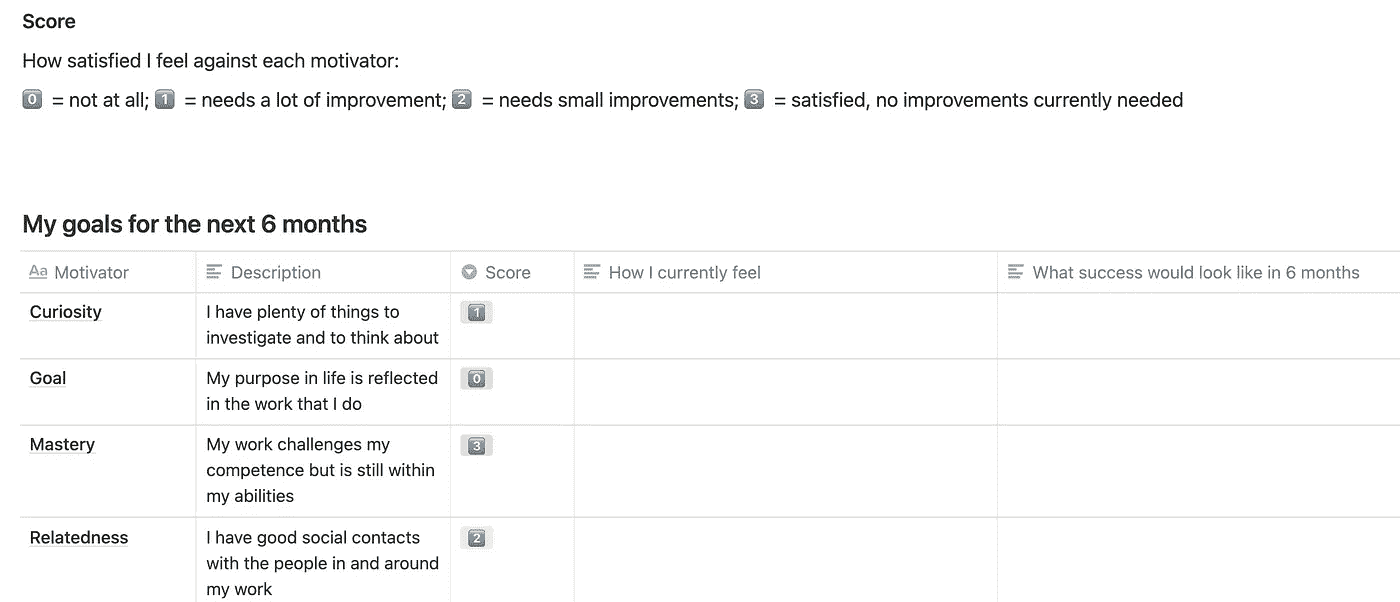 Score
How satisfied I feel against each motivator:
0 = not at all; 1 = needs a lot of improvement; 2 = needs small improvements; 3 = satisfied, no improvements currently needed
My goals for the next 6 months
Aa Motivator Description Score How I currently feel What success would look like in 6 months
Curiosity I have plenty of things to 1
investigate and to think about
Goal My purpose in life is reflected 0
in the work that I do
Mastery My work challenges my 3
competence but is still within
my abilities
Relatedness I have good social contacts 2
with the people in and around
my work